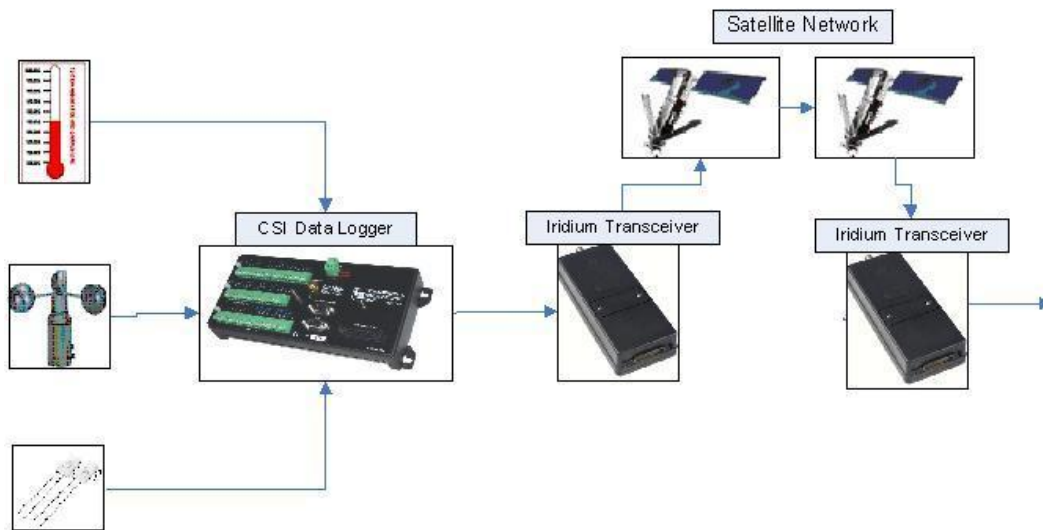 Satellite Network
CSI Data Logger
Iridium Transceiver
Iridium Transceiver